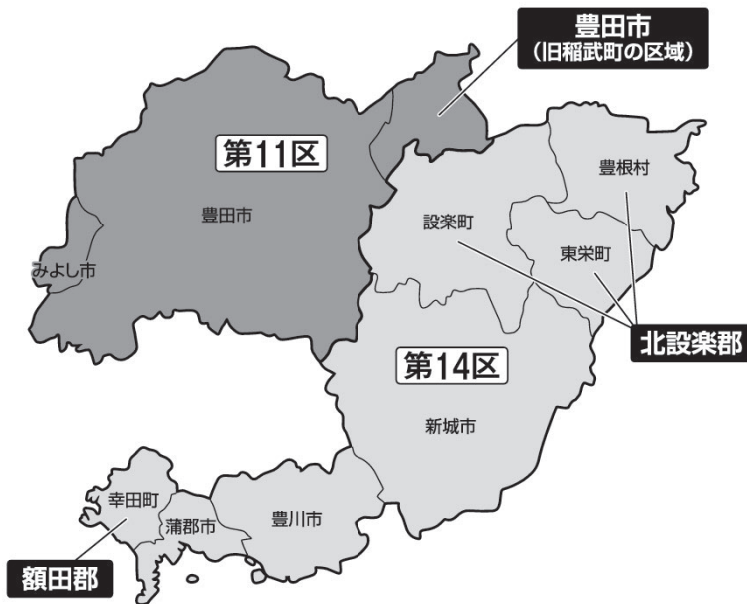 豊田市
(旧稲武町の区域)
第11区
豊根村
豊田市
設楽町
東栄町
みよし市
北設楽郡
第14区
新城市
幸田町
蒲郡市
豊川市
額田郡